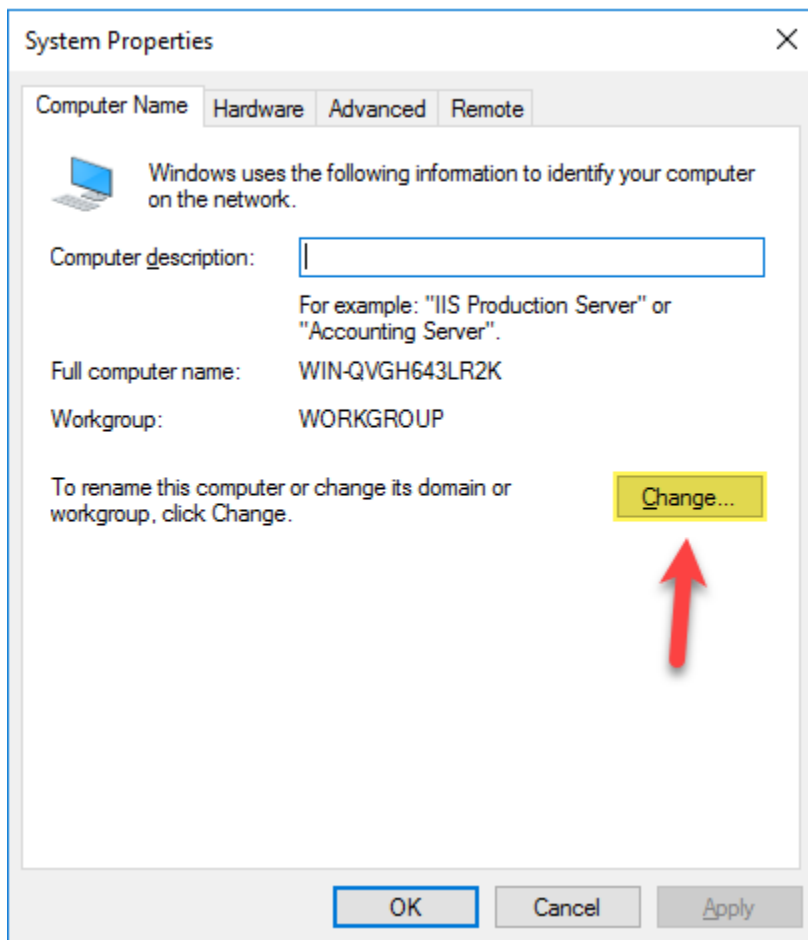 System Properties
Computer Name Hardware Advanced Remote
Windows uses the following information to identify your computer
on the network.
Computer description:
For example: "IIS Production Server" or
"Accounting Server".
Full computer name: WIN-QVGH643LR2K
Workgroup: WORKGROUP
To rename this computer or change its domain or
workgroup, click Change.
Change...
OK Cancel Apply